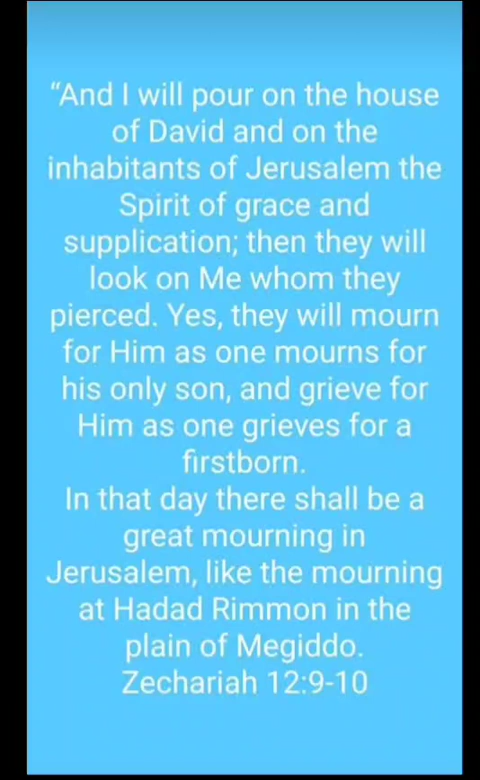 “And I will pour on the house
of David and on the
inhabitants of Jerusalem the
Spirit of grace and
supplication; then they will
look on Me whom they
pierced. Yes, they will mourn
for Him as one mourns for
his only son, and grieve for
Him as one grieves for a
firstborn.
In that day there shall be a
great mourning in
Jerusalem, like the mourning
at Hadad Rimmon in the
plain of Megiddo.
Zechariah 12:9-10